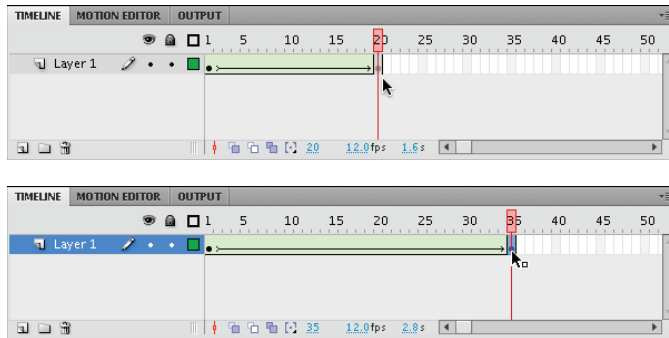 TIMELINE MOTION EDITOR OUTPUT
1 5 10 15 20 25 30 35 40 45 50
Layer 1
20 12.0fps 1.6s
TIMELINE MOTION EDITOR OUTPUT
1 5 10 15 20 25 30 35 40 45 50
Layer 1
35 12.0fps 2.8s